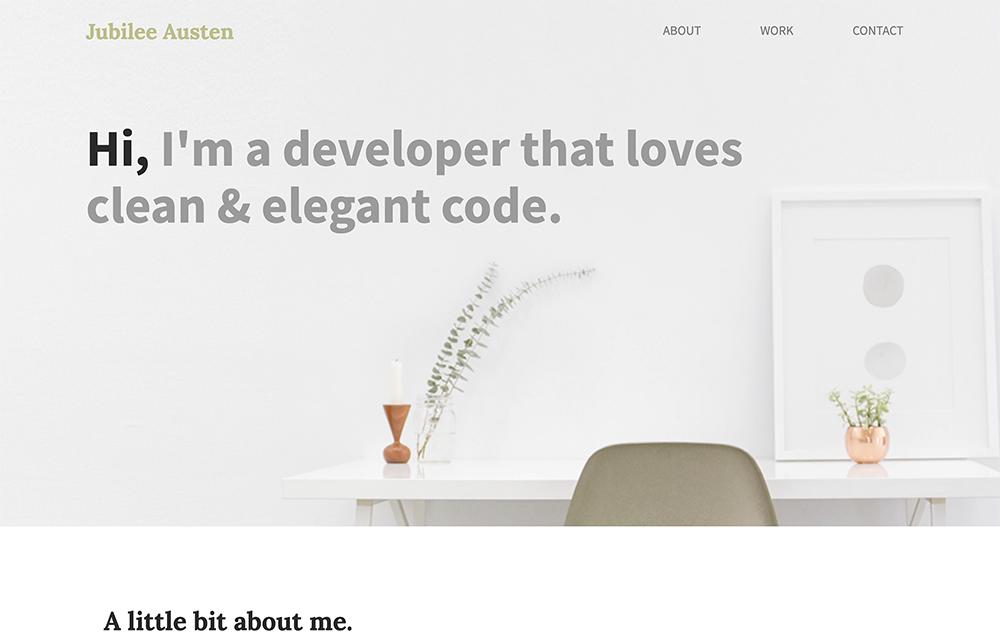 Jubilee Austen
ABOUT WORK CONTACT
Hi, I'm a developer that loves
clean & elegant code.
A little bit about me.